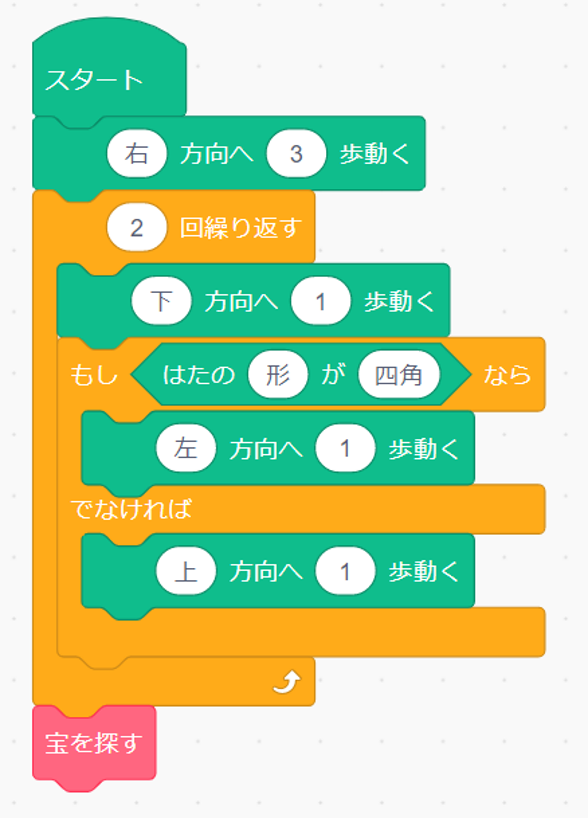 スタート
右 方向へ 3 歩動く
2 回繰り返す
下 方向へ 1 歩動く
もし はたの 形 が 四角 なら
左 方向へ 1 歩動く
でなければ
上 方向へ 1 歩動く
宝を探す